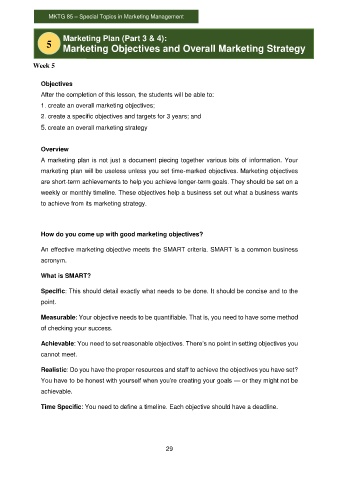 MKTG 86 – Special Topics in Marketing Management
5
Marketing Plan (Part 3 & 4):
Marketing Objectives and Overall Marketing Strategy
Week 5
Objectives
After the completion of this lesson, the students will be able to:
1. create an overall marketing objectives;
2. create a specific objectives and targets for 3 years; and
5. create an overall marketing strategy
Overview
A marketing plan is not just a document piecing together various bits of information. Your
marketing plan will be useless unless you set time-marked objectives. Marketing objectives
are short-term achievements to help you achieve longer-term goals. They should be set on a
weekly or monthly timeline. These objectives help a business set out what a business wants
to achieve from its marketing strategy.
How do you come up with good marketing objectives?
An effective marketing objective meets the SMART criteria. SMART is a common business
acronym.
What is SMART?
Specific: This should detail exactly what needs to be done. It should be concise and to the
point.
Measurable: Your objective needs to be quantifiable. That is, you need to have some method
of checking your success.
Achievable: You need to set reasonable objectives. There's no point in setting objectives you
cannot meet.
Realistic: Do you have the proper resources and staff to achieve the objectives you have set?
You have to be honest with yourself when you're creating your goals — or they might not be
achievable.
Time Specific: You need to define a timeline. Each objective should have a deadline.
29